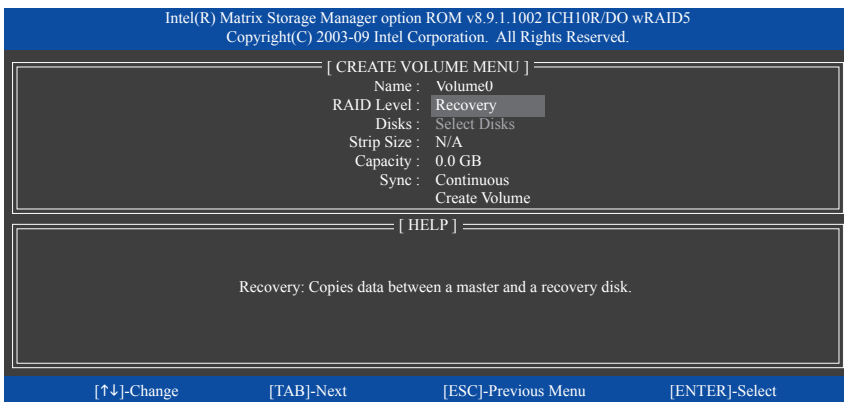 Intel(R) Matrix Storage Manager option ROM v8.9.1.1002 ICH10R/DO wRAID5
Copyright(C) 2003-09 Intel Corporation. All Rights Reserved.
[ CREATE VOLUME MENU ]
Name : Volume0
RAID Level : Recovery
Disks : Select Disks
Strip Size : N/A
Capacity : 0.0 GB
Sync : Continuous
Create Volume
[ HELP ]
Recovery: Copies data between a master and a recovery disk.
[↑↓]-Change [TAB]-Next [ESC]-Previous Menu [ENTER]-Select